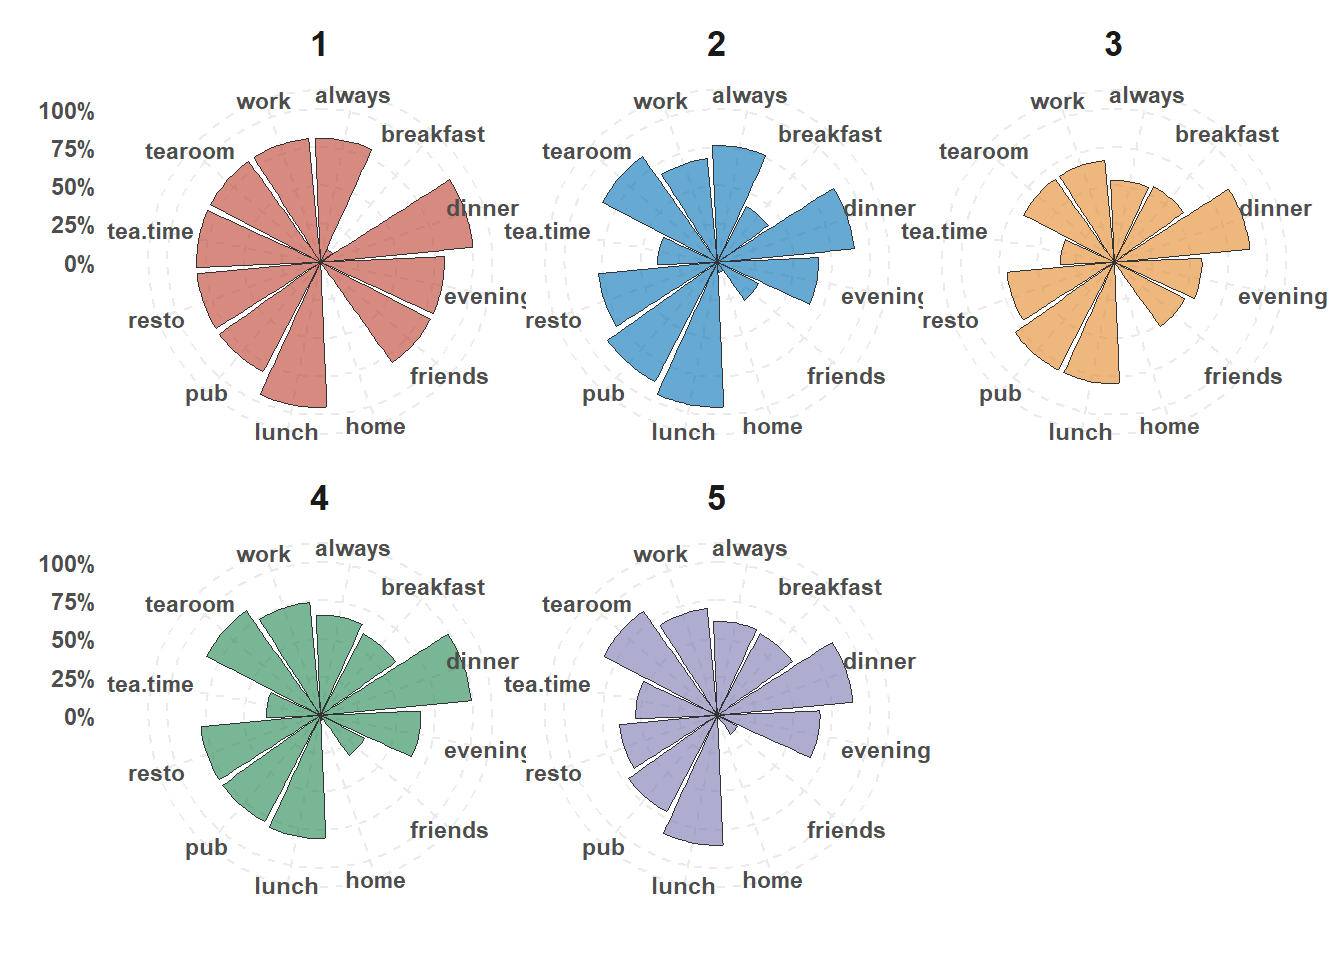 1
2
3
100%
75%
50%
25%
0%
always
breakfast
dinner
evening
friends
home
lunch
pub
resto
tea.time
tearoom
work
always
breakfast
dinner
evening
friends
home
lunch
pub
resto
tea.time
tearoom
work
always
breakfast
dinner
evening
friends
home
lunch
pub
resto
tea.time
tearoom
work
4
5
100%
75%
50%
25%
0%
always
breakfast
dinner
evening
friends
home
lunch
pub
resto
tea.time
tearoom
work
always
breakfast
dinner
evening
friends
home
lunch
pub
resto
tea.time
tearoom
work